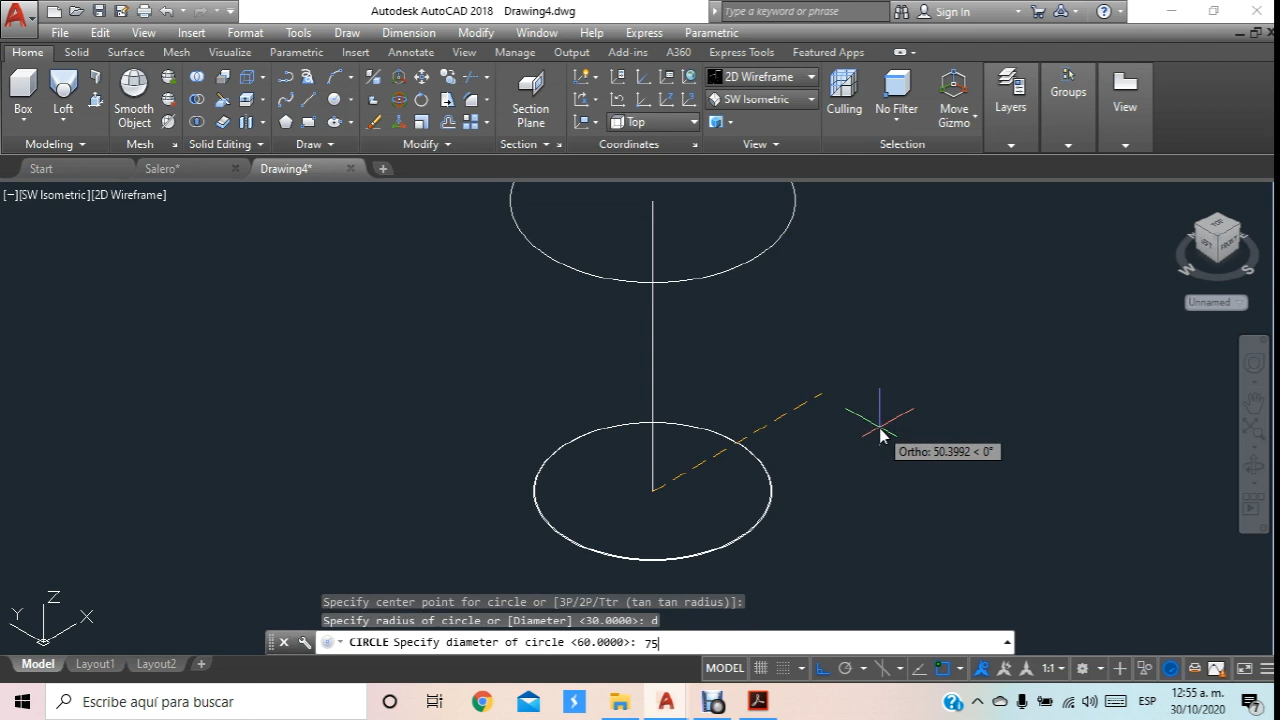 Autodesk AutoCAD 2018 Drawing4.dwg
Type a keyword or phrase
Sign In
File Edit View Insert Format Tools Draw Dimension Modify Window Help Express Parametric
Home Solid Surface Mesh Visualize Parametric Insert Annotate View Manage Output Add-ins A360 Express Tools Featured Apps
2D Wireframe
SW Isometric
Box Loft Smooth Object Section Plane Culling No Filter Move Gizmo Layers Groups View
Top
Modeling Mesh Solid Editing Draw Modify Section Coordinates View Selection
Start Salero* Drawing4*
[−][SW Isometric][2D Wireframe]
TOP
LEFT FRONT
W S
Unnamed
Ortho: 50.3992 < 0°
Z
Y X
Specify center point for circle or [3P/2P/Ttr (tan tan radius)]:
Specify radius of circle or [Diameter] <30.0000>: d
CIRCLE Specify diameter of circle <60.0000>: 75
Model Layout1 Layout2
MODEL
1:1
Escribe aquí para buscar
ESP
12:55 a. m.
30/10/2020
7